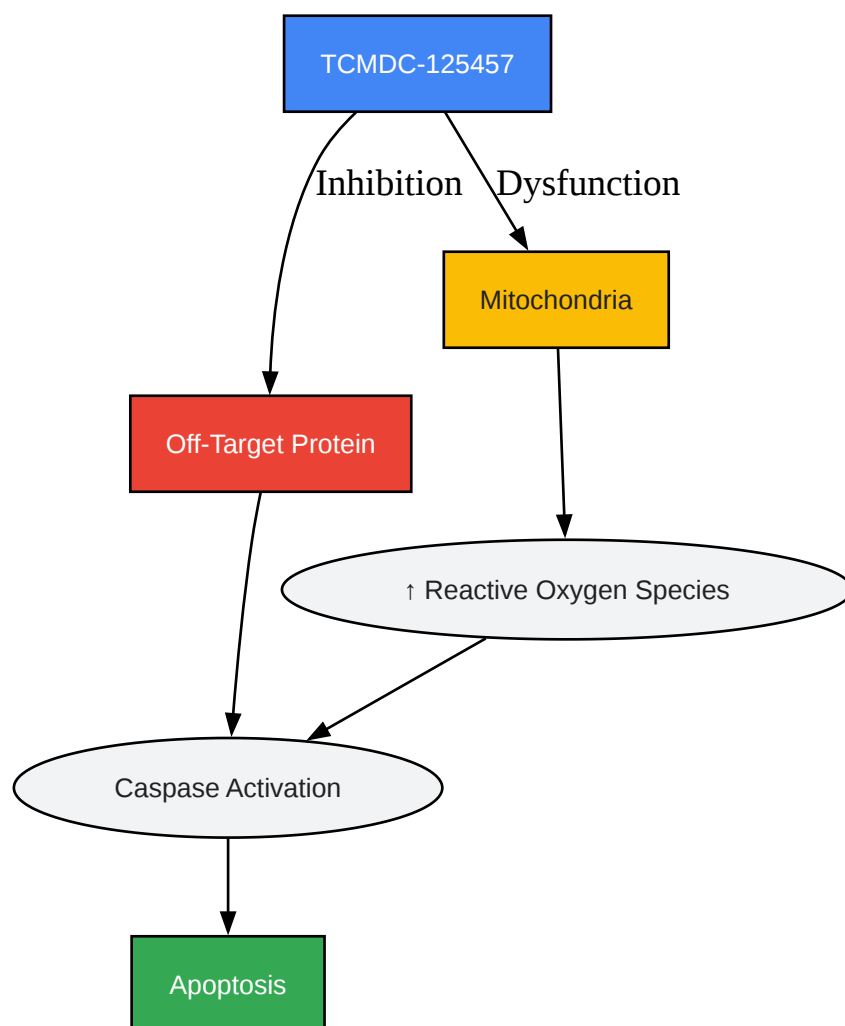 TCMDC-125457
Inhibition
Dysfunction
Mitochondria
Off-Target Protein
↑ Reactive Oxygen Species
Caspase Activation
Apoptosis